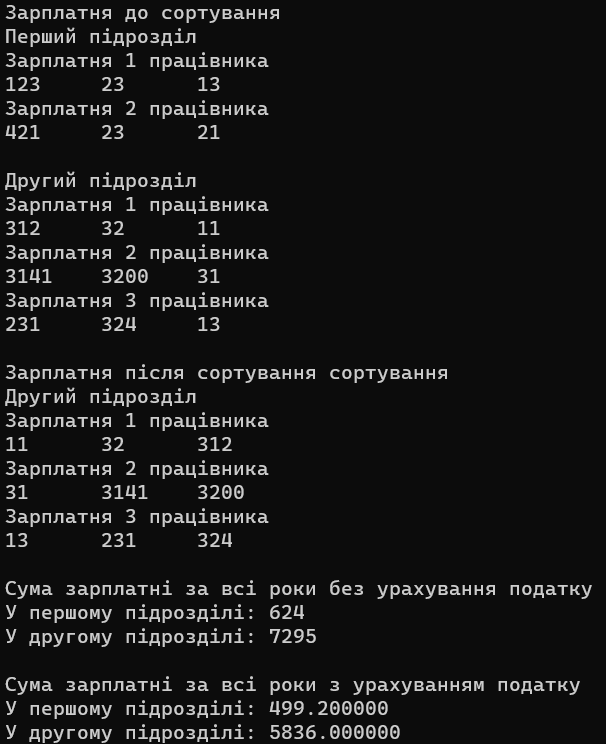 Зарплатня до сортування
Перший підрозділ
Зарплатня 1 працівника
123 23 13
Зарплатня 2 працівника
421 23 21
Другий підрозділ
Зарплатня 1 працівника
312 32 11
Зарплатня 2 працівника
3141 3200 31
Зарплатня 3 працівника
231 324 13
Зарплатня після сортування сортування
Другий підрозділ
Зарплатня 1 працівника
11 32 312
Зарплатня 2 працівника
31 3141 3200
Зарплатня 3 працівника
13 231 324
Сума зарплатні за всі роки без урахування податку
У першому підрозділі: 624
У другому підрозділі: 7295
Сума зарплатні за всі роки з урахуванням податку
У першому підрозділі: 499.200000
У другому підрозділі: 5836.000000